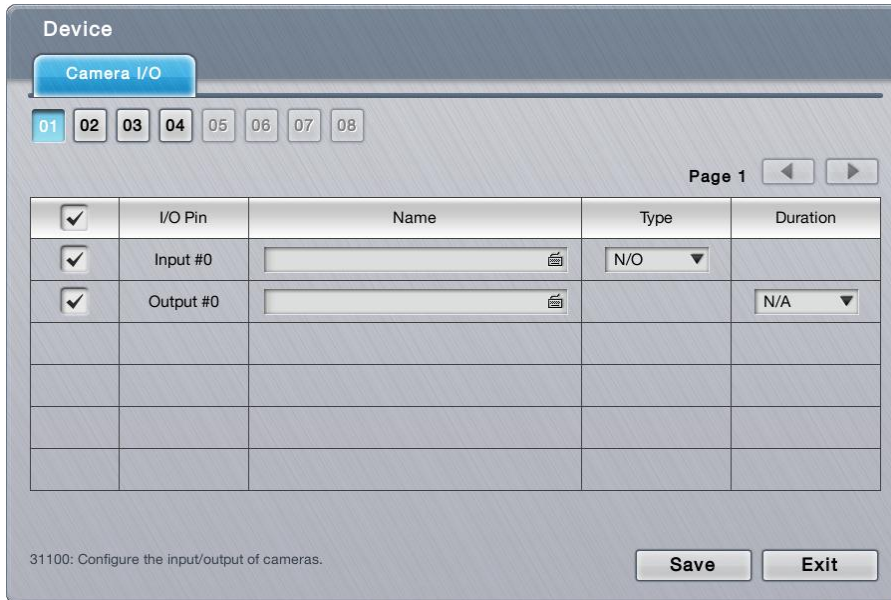 Device
Camera I/O
01 02 03 04 05 06 07 08
Page 1
I/O Pin Name Type Duration
Input #0 N/O
Output #0 N/A
31100: Configure the input/output of cameras.
Save Exit